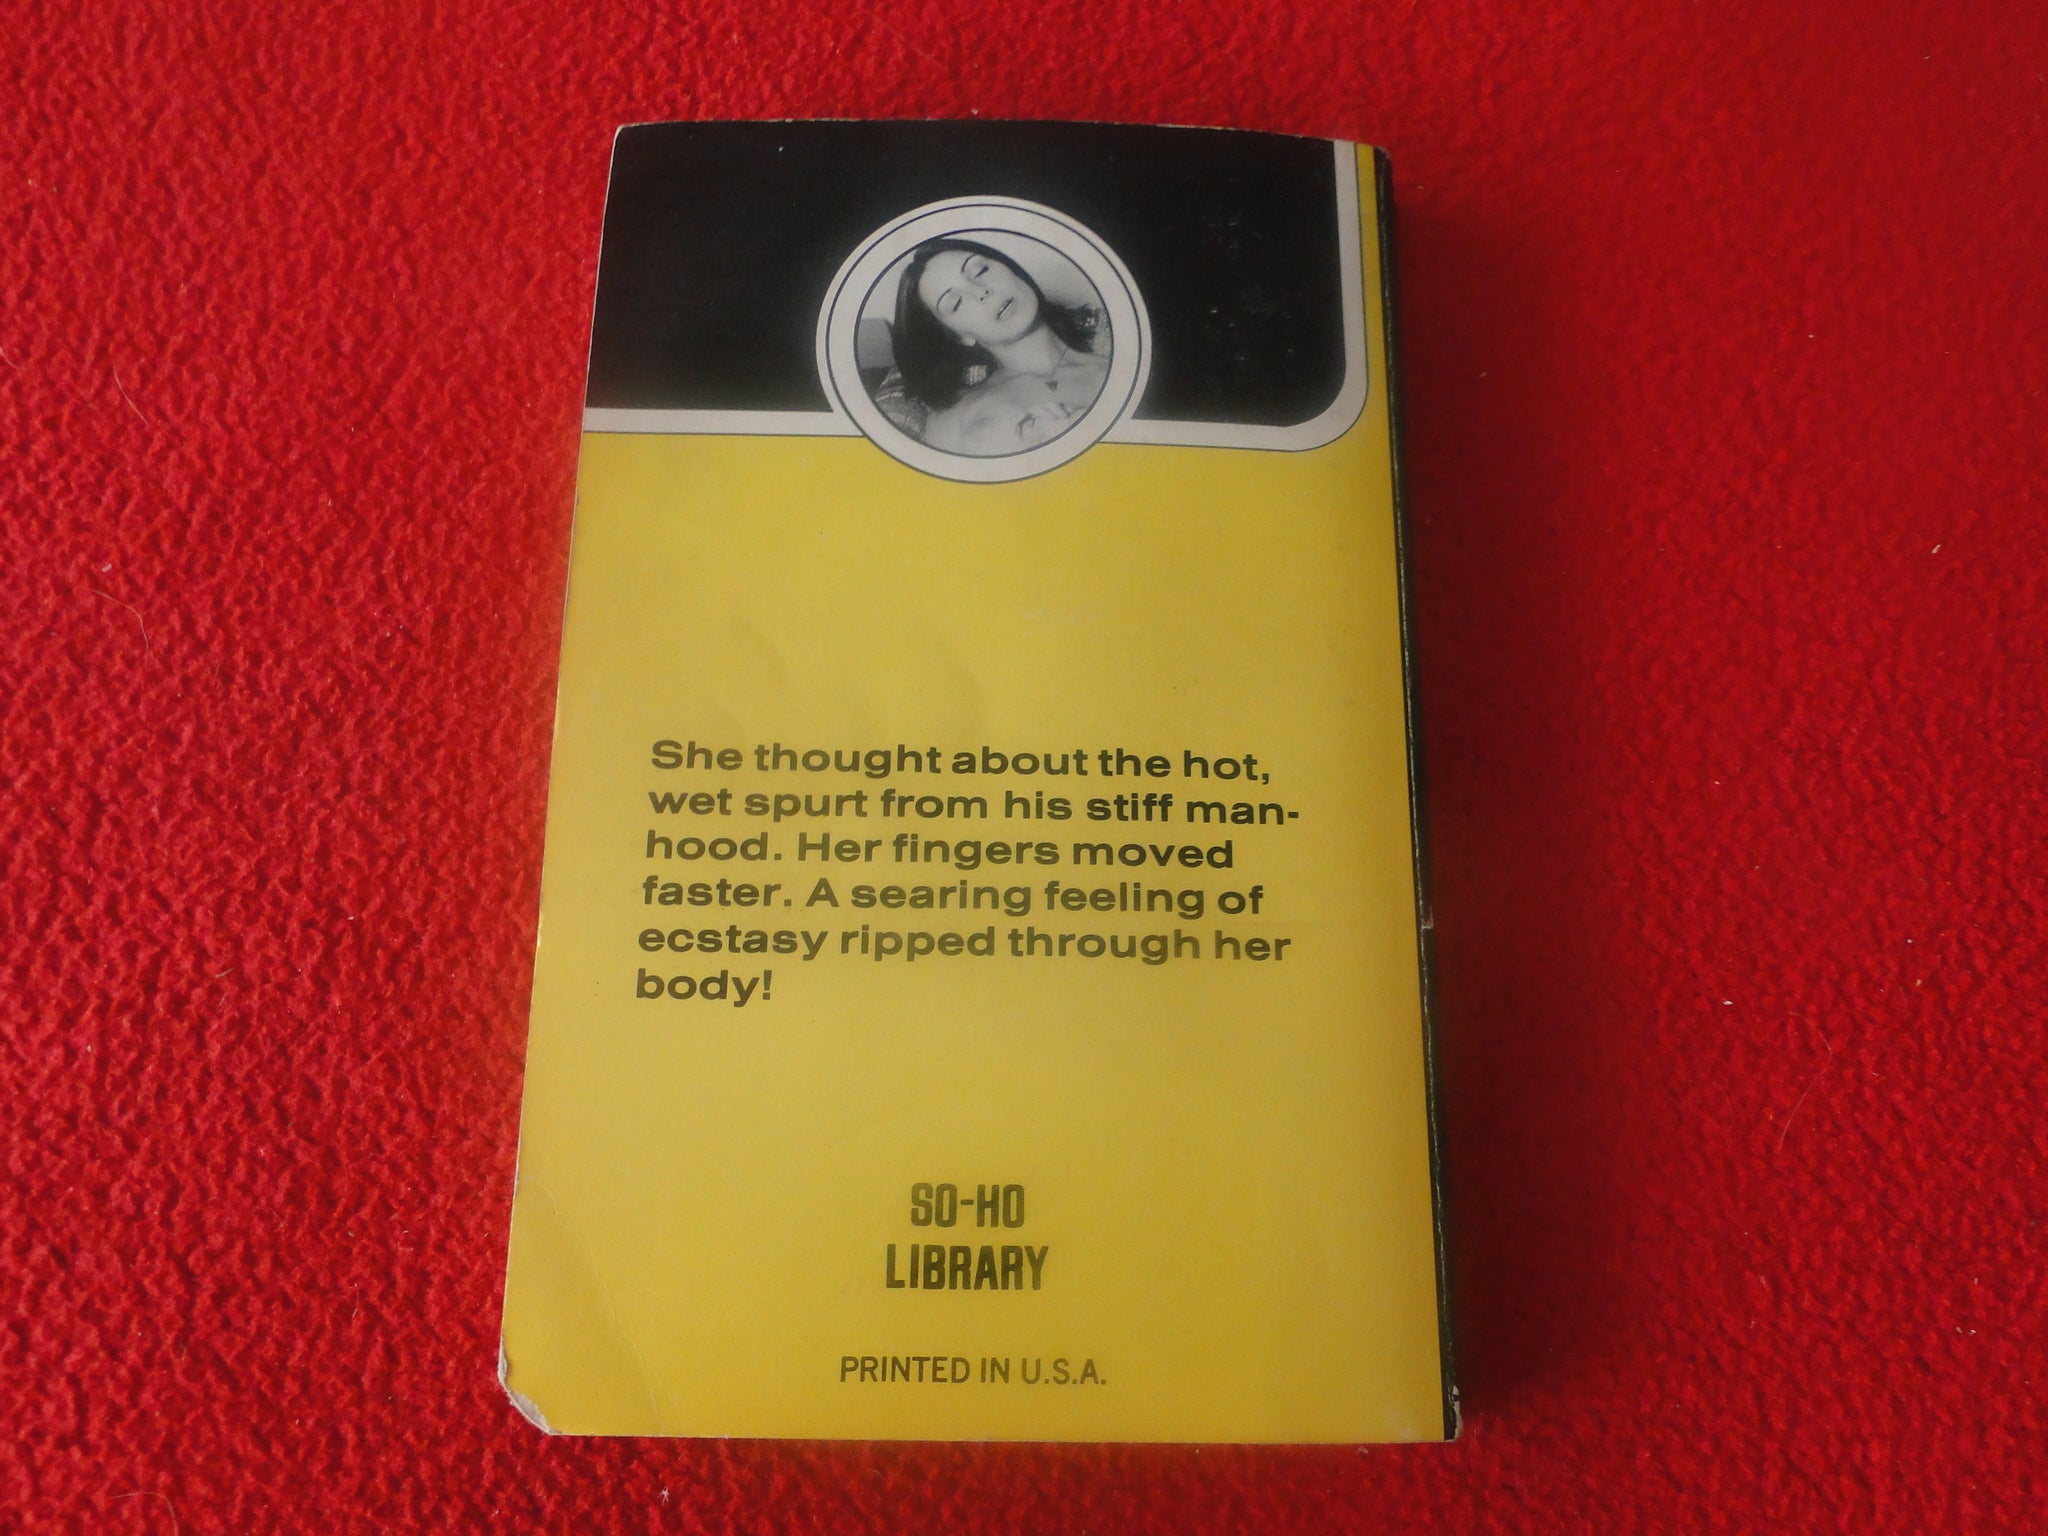 She thought about the hot,
wet spurt from his stiff man-
hood. Her fingers moved
faster. A searing feeling of
ecstasy ripped through her
body!
SO-HO
LIBRARY
PRINTED IN U.S.A.